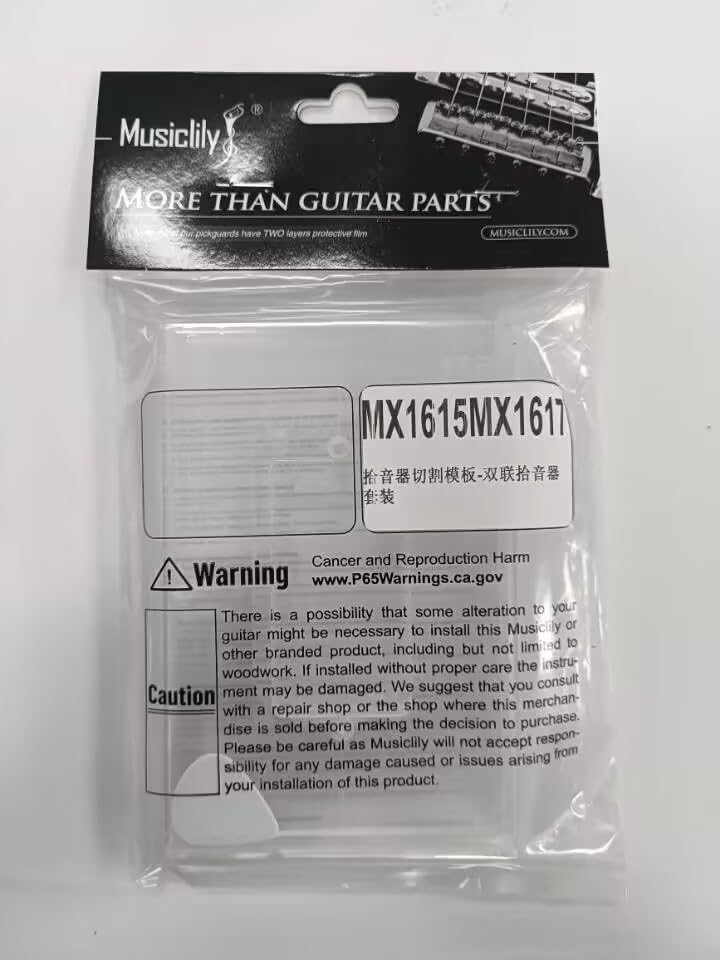 Musiclily ®
MORE THAN GUITAR PARTS
our pickguards have TWO layers protective film
MUSICLILY.COM
MX1615MX1617
拾音器切割模板-双联拾音器
套装
Warning
Cancer and Reproduction Harm
www.P65Warnings.ca.gov
Caution
There is a possibility that some alteration to your
guitar might be necessary to install this Musiclily or
other branded product, including but not limited to
woodwork. If installed without proper care the instru-
ment may be damaged. We suggest that you consult
with a repair shop or the shop where this merchan-
dise is sold before making the decision to purchase.
Please be careful as Musiclily will not accept respon-
sibility for any damage caused or issues arising from
your installation of this product.